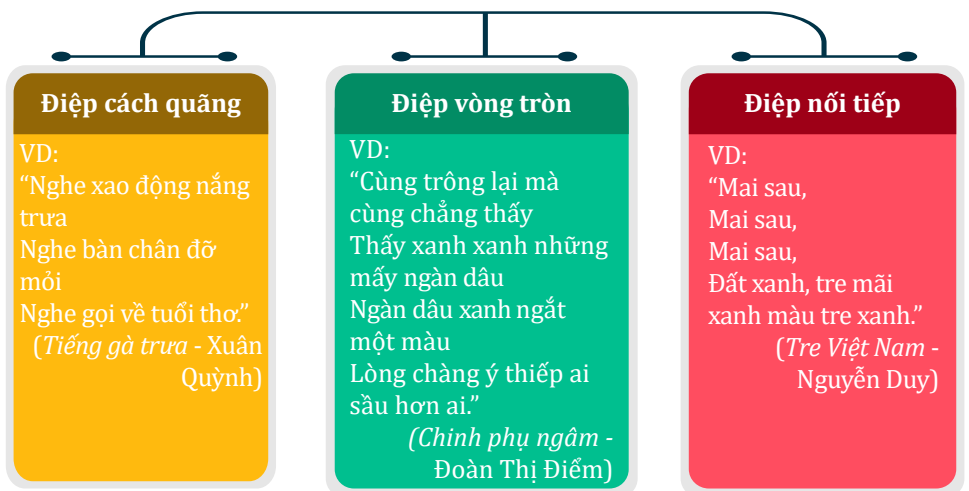 Điệp cách quãng
VD:
“Nghe xao động nắng
trưa
Nghe bàn chân đỡ
mỏi
Nghe gọi về tuổi thơ.”
(Tiếng gà trưa - Xuân
Quỳnh)
Điệp vòng tròn
VD:
“Cùng trông lại mà
cùng chẳng thấy
Thấy xanh xanh những
mấy ngàn dâu
Ngàn dâu xanh ngắt
một màu
Lòng chàng ý thiếp ai
sầu hơn ai.”
(Chinh phụ ngâm -
Đoàn Thị Điểm)
Điệp nối tiếp
VD:
“Mai sau,
Mai sau,
Mai sau,
Đất xanh, tre mãi
xanh màu tre xanh.”
(Tre Việt Nam -
Nguyễn Duy)